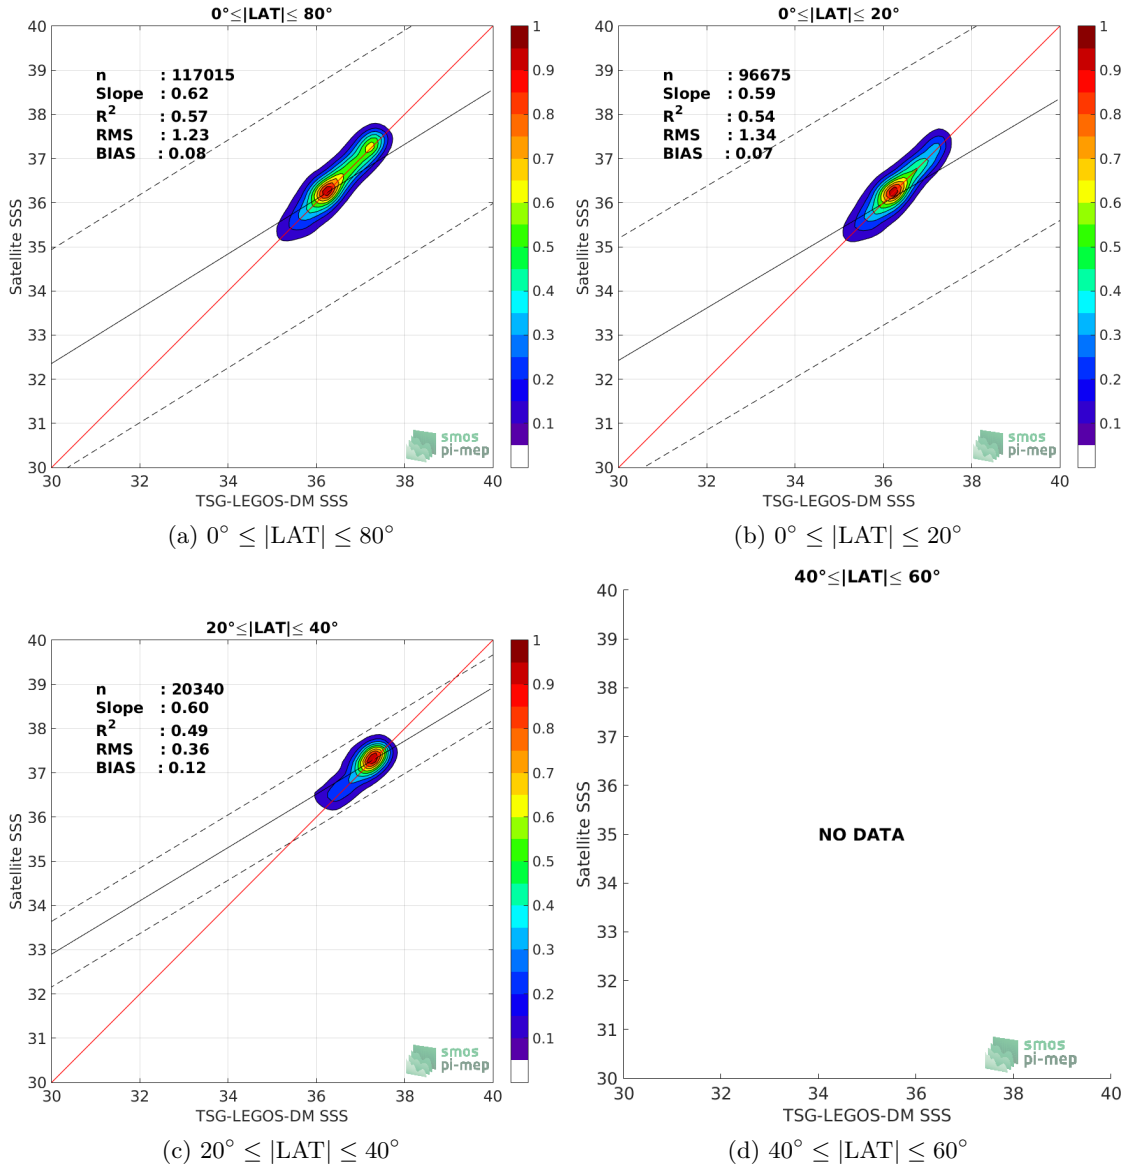 0°≤|LAT|≤ 80°
40
39
38
37
36
35
34
33
32
31
30
Satellite SSS
n : 117015
Slope : 0.62
R² : 0.57
RMS : 1.23
BIAS : 0.08
smos
pi-mep
30 32 34 36 38 40
TSG-LEGOS-DM SSS
1
0.9
0.8
0.7
0.6
0.5
0.4
0.3
0.2
0.1
(a) 0° ≤ |LAT| ≤ 80°
0°≤|LAT|≤ 20°
40
39
38
37
36
35
34
33
32
31
30
Satellite SSS
n : 96675
Slope : 0.59
R² : 0.54
RMS : 1.34
BIAS : 0.07
smos
pi-mep
30 32 34 36 38 40
TSG-LEGOS-DM SSS
1
0.9
0.8
0.7
0.6
0.5
0.4
0.3
0.2
0.1
(b) 0° ≤ |LAT| ≤ 20°
20°≤|LAT|≤ 40°
40
39
38
37
36
35
34
33
32
31
30
Satellite SSS
n : 20340
Slope : 0.60
R² : 0.49
RMS : 0.36
BIAS : 0.12
smos
pi-mep
30 32 34 36 38 40
TSG-LEGOS-DM SSS
1
0.9
0.8
0.7
0.6
0.5
0.4
0.3
0.2
0.1
(c) 20° ≤ |LAT| ≤ 40°
40°≤|LAT|≤ 60°
40
39
38
37
36
35
34
33
32
31
30
Satellite SSS
NO DATA
smos
pi-mep
30 32 34 36 38 40
TSG-LEGOS-DM SSS
(d) 40° ≤ |LAT| ≤ 60°